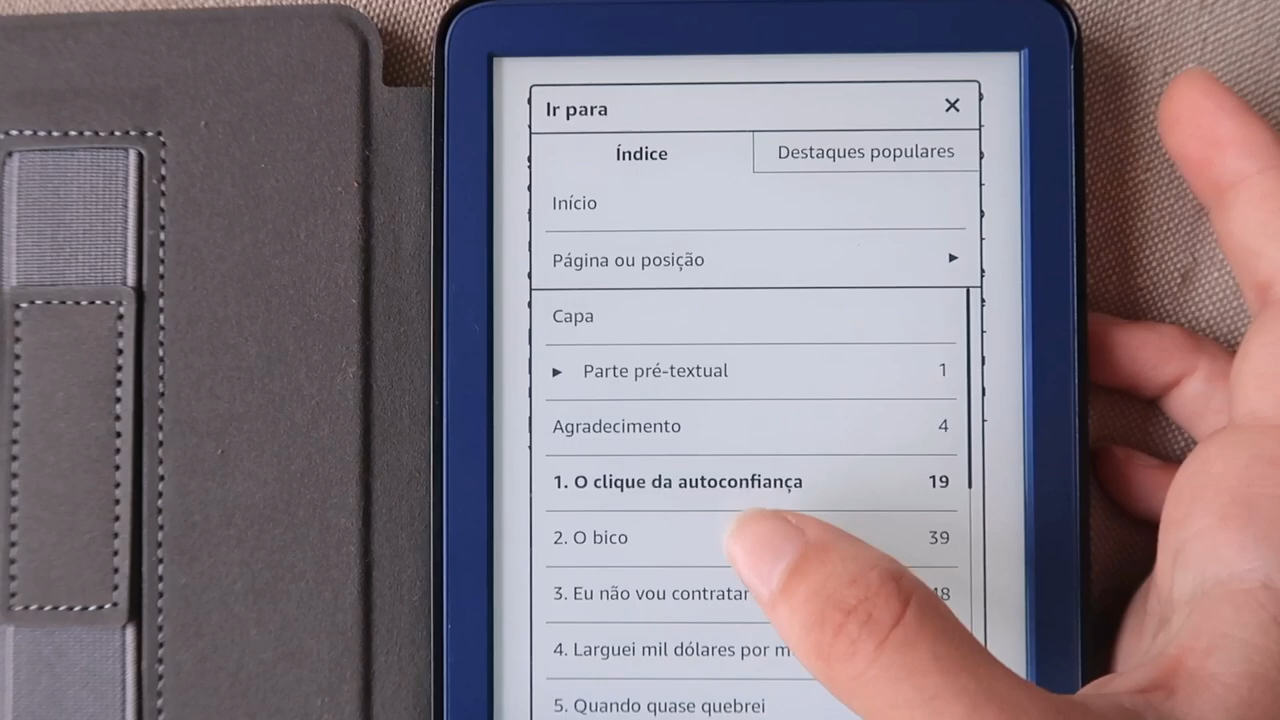 Ir para
Índice
Destaques populares
Início
Página ou posição
Capa
Parte pré-textual 1
Agradecimento 4
1. O clique da autoconfiança 19
2. O bico 39
3. Eu não vou contratar
4. Larguei mil dólares por
5. Quando quase quebrei